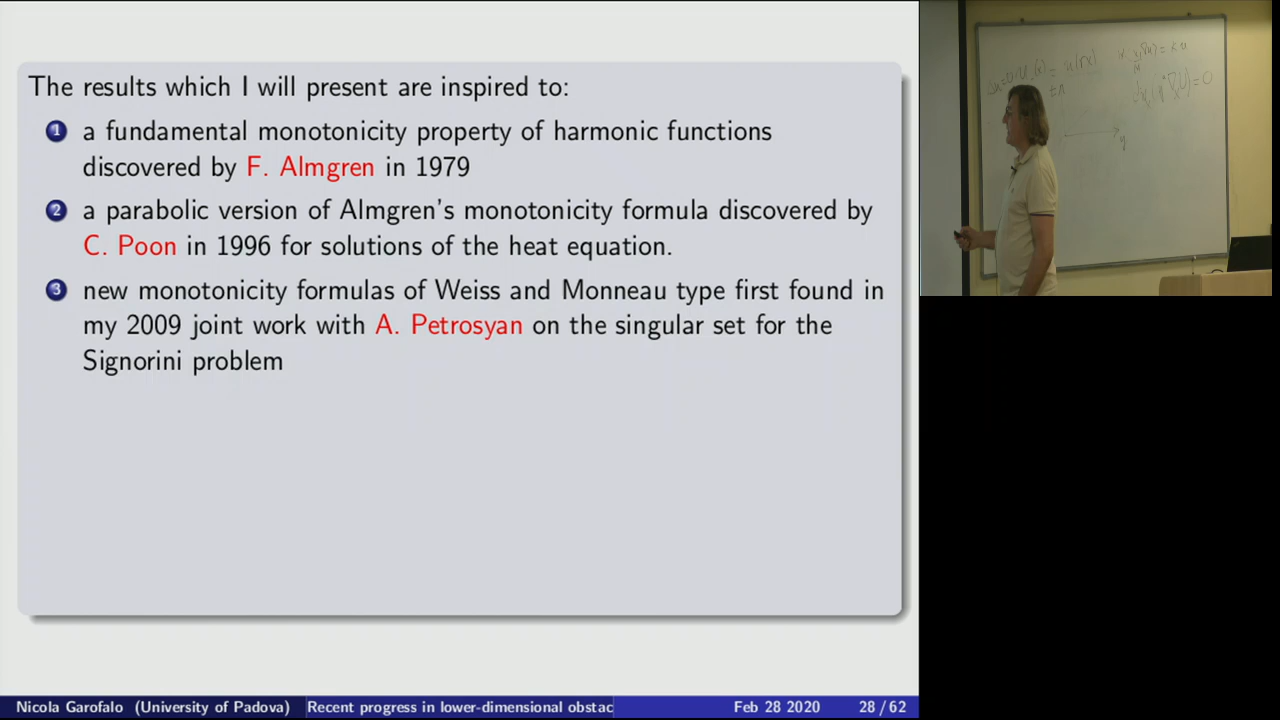 The results which I will present are inspired to:
1 a fundamental monotonicity property of harmonic functions
discovered by F. Almgren in 1979
2 a parabolic version of Almgren's monotonicity formula discovered by
C. Poon in 1996 for solutions of the heat equation.
3 new monotonicity formulas of Weiss and Monneau type first found in
my 2009 joint work with A. Petrosyan on the singular set for the
Signorini problem
Nicola Garofalo (University of Padova) Recent progress in lower-dimensional obstac Feb 28 2020 28/62